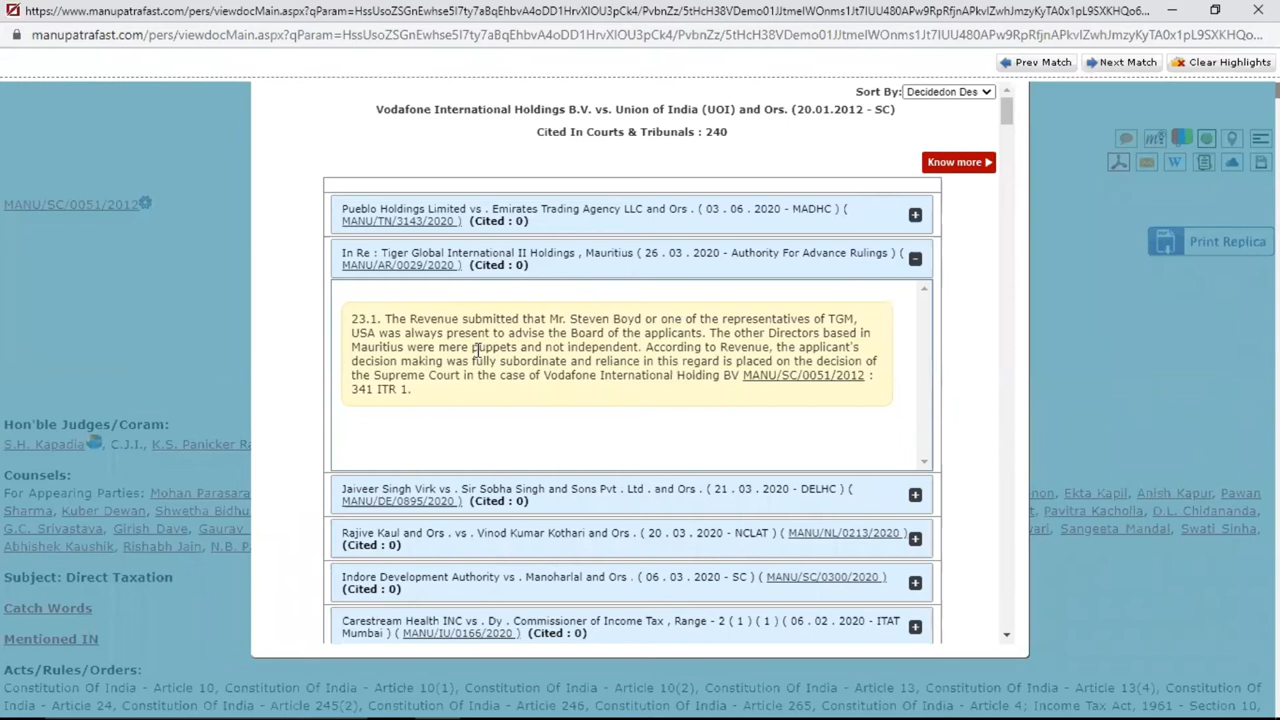 https://www.manupatrafast.com/pers/viewdocMain.aspx?qParam=HssUsoZSGnEwhse5I7ty7aBqEhbvA4oDD1HrvXIPCk4/PvbnZz/5tHcH38VDemo01JJtmeIWOnms1Jt7IUU480APw9RpRfjnAPkvIZwhJmzyKyTA0x1pL9SXKHQo6...
manupatrafast.com/pers/viewdocMain.aspx?qParam=HssUsoZSGnEwhse5I7ty7aBqEhbvA4oDD1HrvXIPCk4/PvbnZz/5tHcH38VDemo01JJtmeIWOnms1Jt7IUU480APw9RpRfjnAPkvIZwhJmzyKyTA0x1pL9SXKHQo...
Prev Match Next Match Clear Highlights
Sort By: Decidedon Des
Vodafone International Holdings B.V. vs. Union of India (UOI) and Ors. (20.01.2012 - SC)
Cited In Courts & Tribunals : 240
Know more
MANU/SC/0051/2012
Pueblo Holdings Limited vs . Emirates Trading Agency LLC and Ors . ( 03 . 06 . 2020 - MADHC ) (
MANU/TN/3143/2020 ) (Cited : 0)
In Re : Tiger Global International II Holdings , Mauritius ( 26 . 03 . 2020 - Authority For Advance Rulings ) (
MANU/AR/0029/2020 ) (Cited : 0)
Print Replica
23.1. The Revenue submitted that Mr. Steven Boyd or one of the representatives of TGM,
USA was always present to advise the Board of the applicants. The other Directors based in
Mauritius were mere puppets and not independent. According to Revenue, the applicant's
decision making was fully subordinate and reliance in this regard is placed on the decision of
the Supreme Court in the case of Vodafone International Holding BV MANU/SC/0051/2012 :
341 ITR 1.
Jaiveer Singh Virk vs . Sir Sobha Singh and Sons Pvt . Ltd . and Ors . ( 21 . 03 . 2020 - DELHC ) (
MANU/DE/0895/2020 ) (Cited : 0)
Rajive Kaul and Ors . vs . Vinod Kumar Kothari and Ors . ( 20 . 03 . 2020 - NCLAT ) ( MANU/NL/0213/2020 )
(Cited : 0)
Indore Development Authority vs . Manoharlal and Ors . ( 06 . 03 . 2020 - SC ) ( MANU/SC/0300/2020 )
(Cited : 0)
Carestream Health INC vs . Dy . Commissioner of Income Tax , Range - 2 ( 1 ) ( 1 ) ( 06 . 02 . 2020 - ITAT
Mumbai ) ( MANU/IU/0166/2020 ) (Cited : 0)
Hon'ble Judges/Coram:
S.H. Kapadia , C.J.I., K.S. Panicker Ra
Counsels:
For Appearing Parties: Mohan Parasara
Sharma, Kuber Dewan, Shwetha Bidhu
G.C. Srivastava, Girish Dave, Gaurav
Abhishek Kaushik, Rishabh Jain, N.B. P
enon, Ekta Kapil, Anish Kapur, Pawan
, Pavitra Kacholla, D.L. Chidananda,
wari, Sangeeta Mandal, Swati Sinha,
Subject: Direct Taxation
Catch Words
Mentioned IN
Acts/Rules/Orders:
Constitution Of India - Article 10, Constitution Of India - Article 10(1), Constitution Of India - Article 10(2), Constitution Of India - Article 13, Constitution Of India - Article 13(4), Constitution Of
India - Article 24, Constitution Of India - Article 245(2), Constitution Of India - Article 246, Constitution Of India - Article 265, Constitution Of India - Article 4; Income Tax Act, 1961 - Section 10,